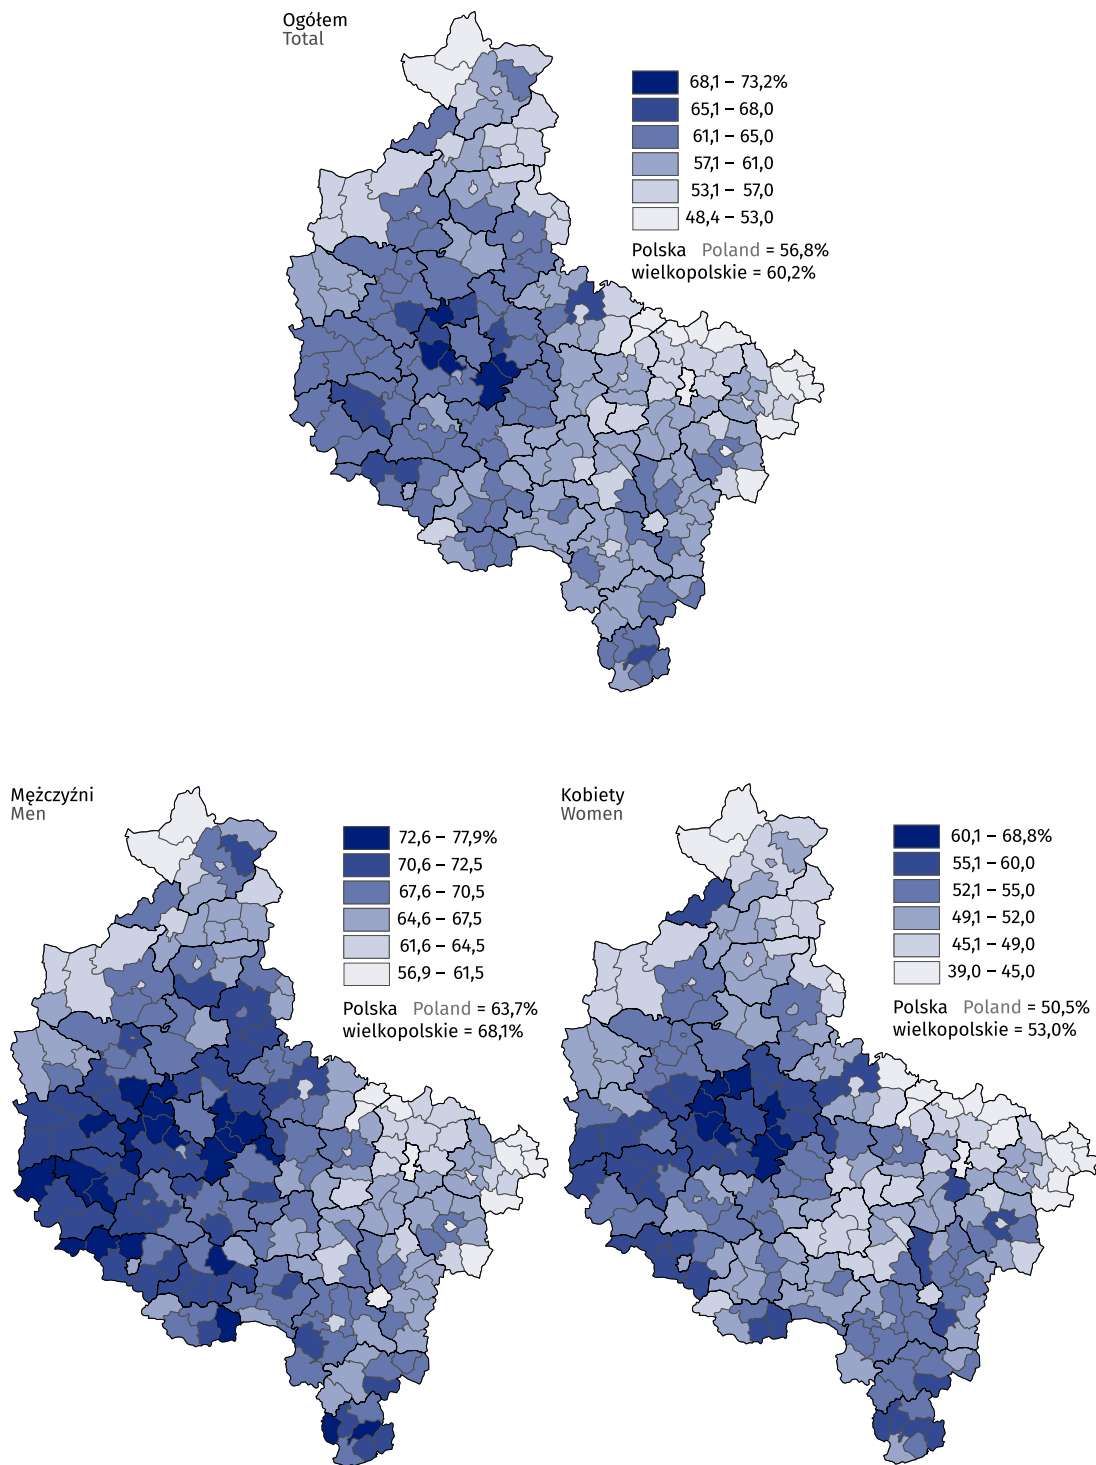 Ogółem
Total
68,1 – 73,2%
65,1 – 68,0
61,1 – 65,0
57,1 – 61,0
53,1 – 57,0
48,4 – 53,0
Polska Poland = 56,8%
wielkopolskie = 60,2%
Mężczyźni
Men
72,6 – 77,9%
70,6 – 72,5
67,6 – 70,5
64,6 – 67,5
61,6 – 64,5
56,9 – 61,5
Polska Poland = 63,7%
wielkopolskie = 68,1%
Kobiety
Women
60,1 – 68,8%
55,1 – 60,0
52,1 – 55,0
49,1 – 52,0
45,1 – 49,0
39,0 – 45,0
Polska Poland = 50,5%
wielkopolskie = 53,0%